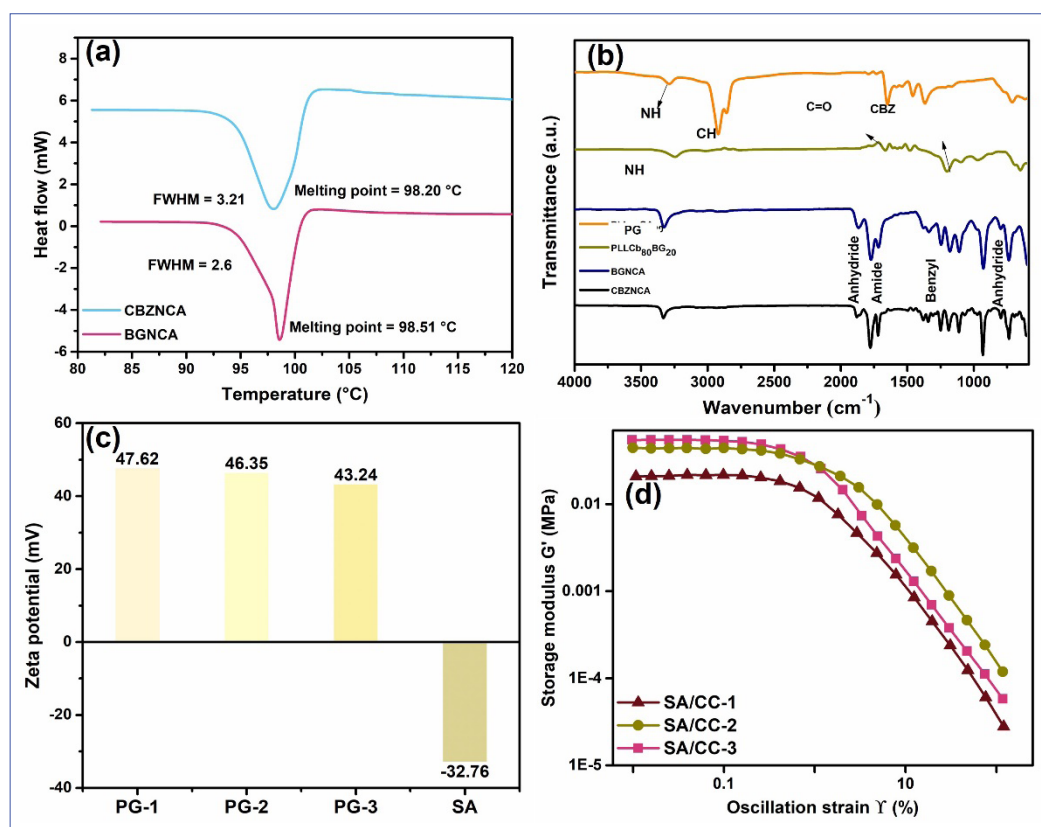 (a)
8
6
4
2
0
-2
-4
-6
Heat flow (mW)
FWHM = 3.21
Melting point = 98.20 °C
FWHM = 2.6
Melting point = 98.51 °C
CBZNCA
BGNCA
80
85
90
95
100
105
110
115
120
Temperature (°C)
(b)
Transmittance (a.u.)
NH
CH
C=O
CBZ
NH
PG
PLLCb80BG20
BGNCA
CBZNCA
Anhydride
Amide
Benzyl
Anhydride
4000
3500
3000
2500
2000
1500
1000
Wavenumber (cm-1)
(c)
60
40
20
0
-20
-40
Zeta potential (mV)
47.62
46.35
43.24
-32.76
PG-1
PG-2
PG-3
SA
(d)
Storage modulus G' (MPa)
0.01
0.001
1E-4
1E-5
SA/CC-1
SA/CC-2
SA/CC-3
0.1
10
Oscillation strain ϒ (%)